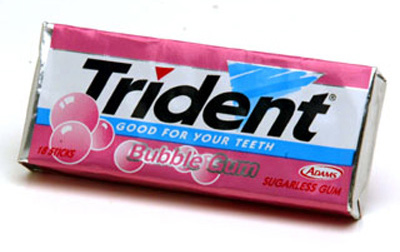 Trident®
GOOD FOR YOUR TEETH
Bubble Gum
18 STICKS
ADAMS
SUGARLESS GUM